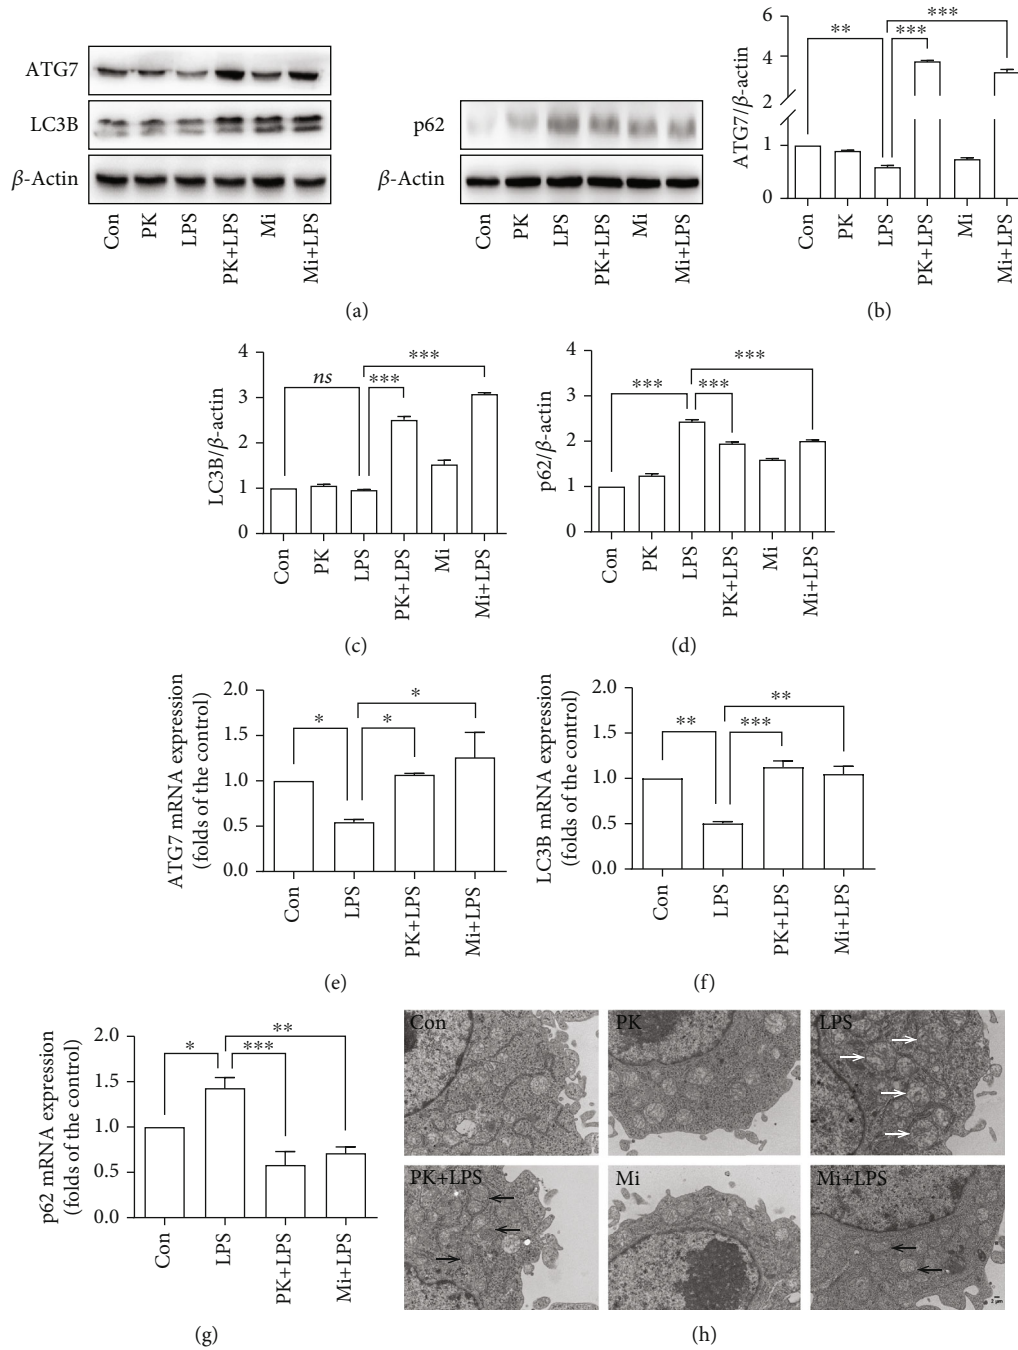 ATG7
LC3B
β-Actin
Con
PK
LPS
PK+LPS
Mi
Mi+LPS
p62
β-Actin
Con
PK
LPS
PK+LPS
Mi
Mi+LPS
(a)
ATG7/β-actin
6
4
2
1
0
**
***
***
Con
PK
LPS
PK+LPS
Mi
Mi+LPS
(b)
LC3B/β-actin
4
3
2
1
0
ns
***
***
Con
PK
LPS
PK+LPS
Mi
Mi+LPS
(c)
p62/β-actin
4
3
2
1
0
***
***
***
Con
PK
LPS
PK+LPS
Mi
Mi+LPS
(d)
ATG7 mRNA expression
(folds of the control)
2.0
1.5
1.0
0.5
0.0
*
*
*
Con
LPS
PK+LPS
Mi+LPS
(e)
LC3B mRNA expression
(folds of the control)
2.0
1.5
1.0
0.5
0.0
**
***
**
Con
LPS
PK+LPS
Mi+LPS
(f)
p62 mRNA expression
(folds of the control)
2.0
1.5
1.0
0.5
0.0
*
***
**
Con
LPS
PK+LPS
Mi+LPS
(g)
Con
PK
LPS
PK+LPS
Mi
Mi+LPS
2 μm
(h)